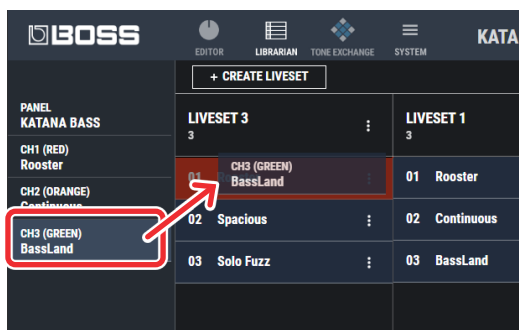 BOSS
EDITOR
LIBRARIAN
TONE EXCHANGE
SYSTEM
KATA
+ CREATE LIVESET
PANEL
KATANA BASS
CH1 (RED)
Rooster
CH2 (ORANGE)
Continuous
CH3 (GREEN)
BassLand
LIVESET 3
3
01
CH3 (GREEN)
BassLand
02 Spacious
03 Solo Fuzz
LIVESET 1
3
01 Rooster
02 Continuous
03 BassLand